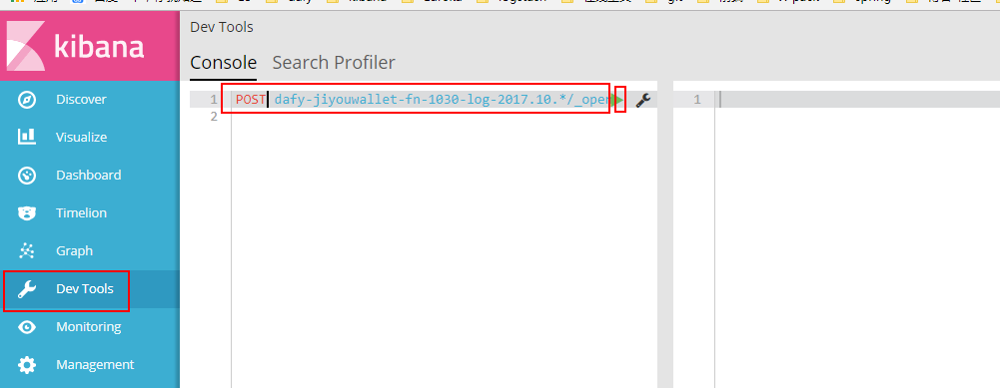 kibana
Discover
Visualize
Dashboard
Timelion
Graph
Dev Tools
Monitoring
Management
Dev Tools
Console
Search Profiler
1
POST dafy-jiyouwallet-fn-1030-log-2017.10.*/_open
2
1